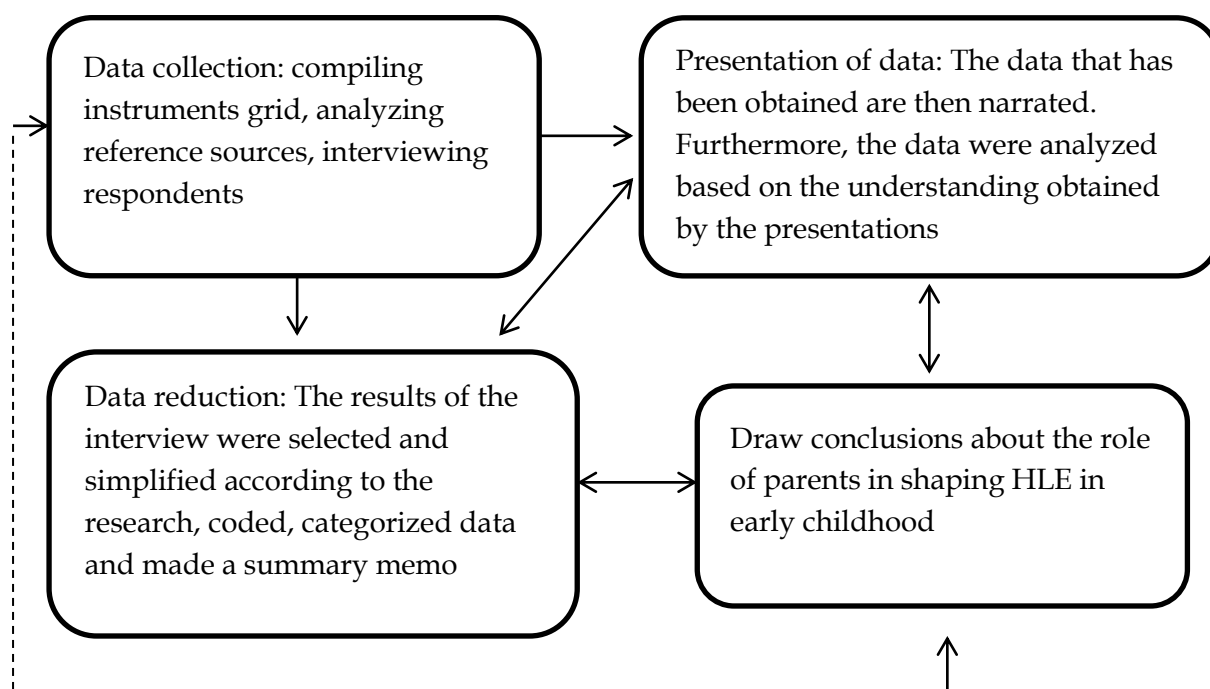 Data collection: compiling
instruments grid, analyzing
reference sources, interviewing
respondents
Presentation of data: The data that has
been obtained are then narrated.
Furthermore, the data were analyzed
based on the understanding obtained
by the presentations
Data reduction: The results of the
interview were selected and
simplified according to the
research, coded, categorized data
and made a summary memo
Draw conclusions about the role
of parents in shaping HLE in
early childhood